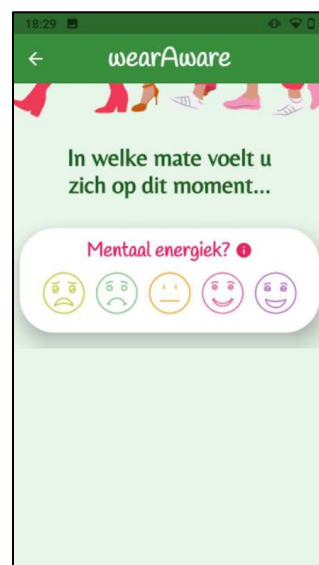 18:29
wearAware
In welke mate voelt u
zich op dit moment...
Mentaal energiek? i